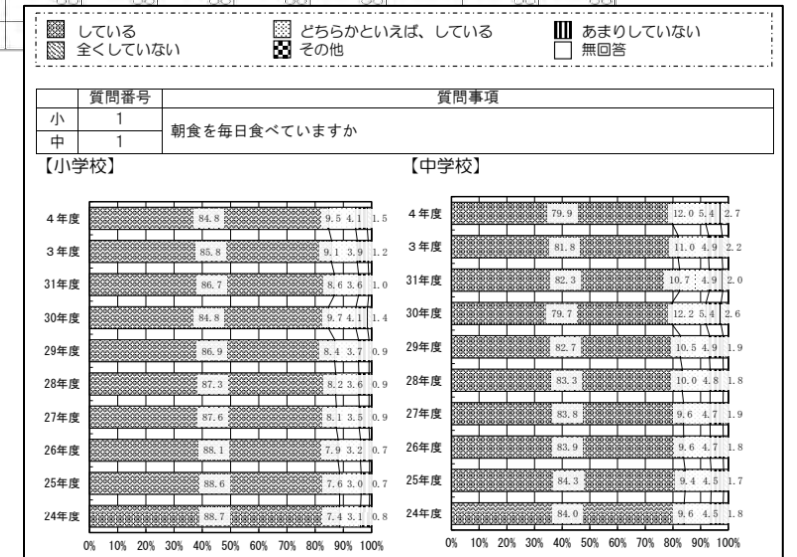 している どちらかといえば、している あまりしていない
全くしていない その他 無回答
質問番号 質問事項
小 1
朝食を毎日食べていますか
中 1
【小学校】 【中学校】
4年度 84.8 9.5 4.1 1.5
3年度 85.8 9.1 3.9 1.2
31年度 86.7 8.6 3.6 1.0
30年度 84.8 9.7 4.1 1.4
29年度 86.9 8.4 3.7 0.9
28年度 87.3 8.2 3.6 0.9
27年度 87.6 8.1 3.5 0.9
26年度 88.1 7.9 3.2 0.7
25年度 88.6 7.6 3.0 0.7
24年度 88.7 7.4 3.1 0.8
0% 10% 20% 30% 40% 50% 60% 70% 80% 90% 100%
4年度 79.9 12.0 5.4 2.7
3年度 81.8 11.0 4.9 2.2
31年度 82.3 10.7 4.9 2.0
30年度 79.7 12.2 5.4 2.6
29年度 82.7 10.5 4.9 1.9
28年度 83.3 10.0 4.8 1.8
27年度 83.8 9.6 4.7 1.9
26年度 83.9 9.6 4.7 1.8
25年度 84.3 9.4 4.5 1.7
24年度 84.0 9.6 4.5 1.8
0% 10% 20% 30% 40% 50% 60% 70% 80% 90% 100%